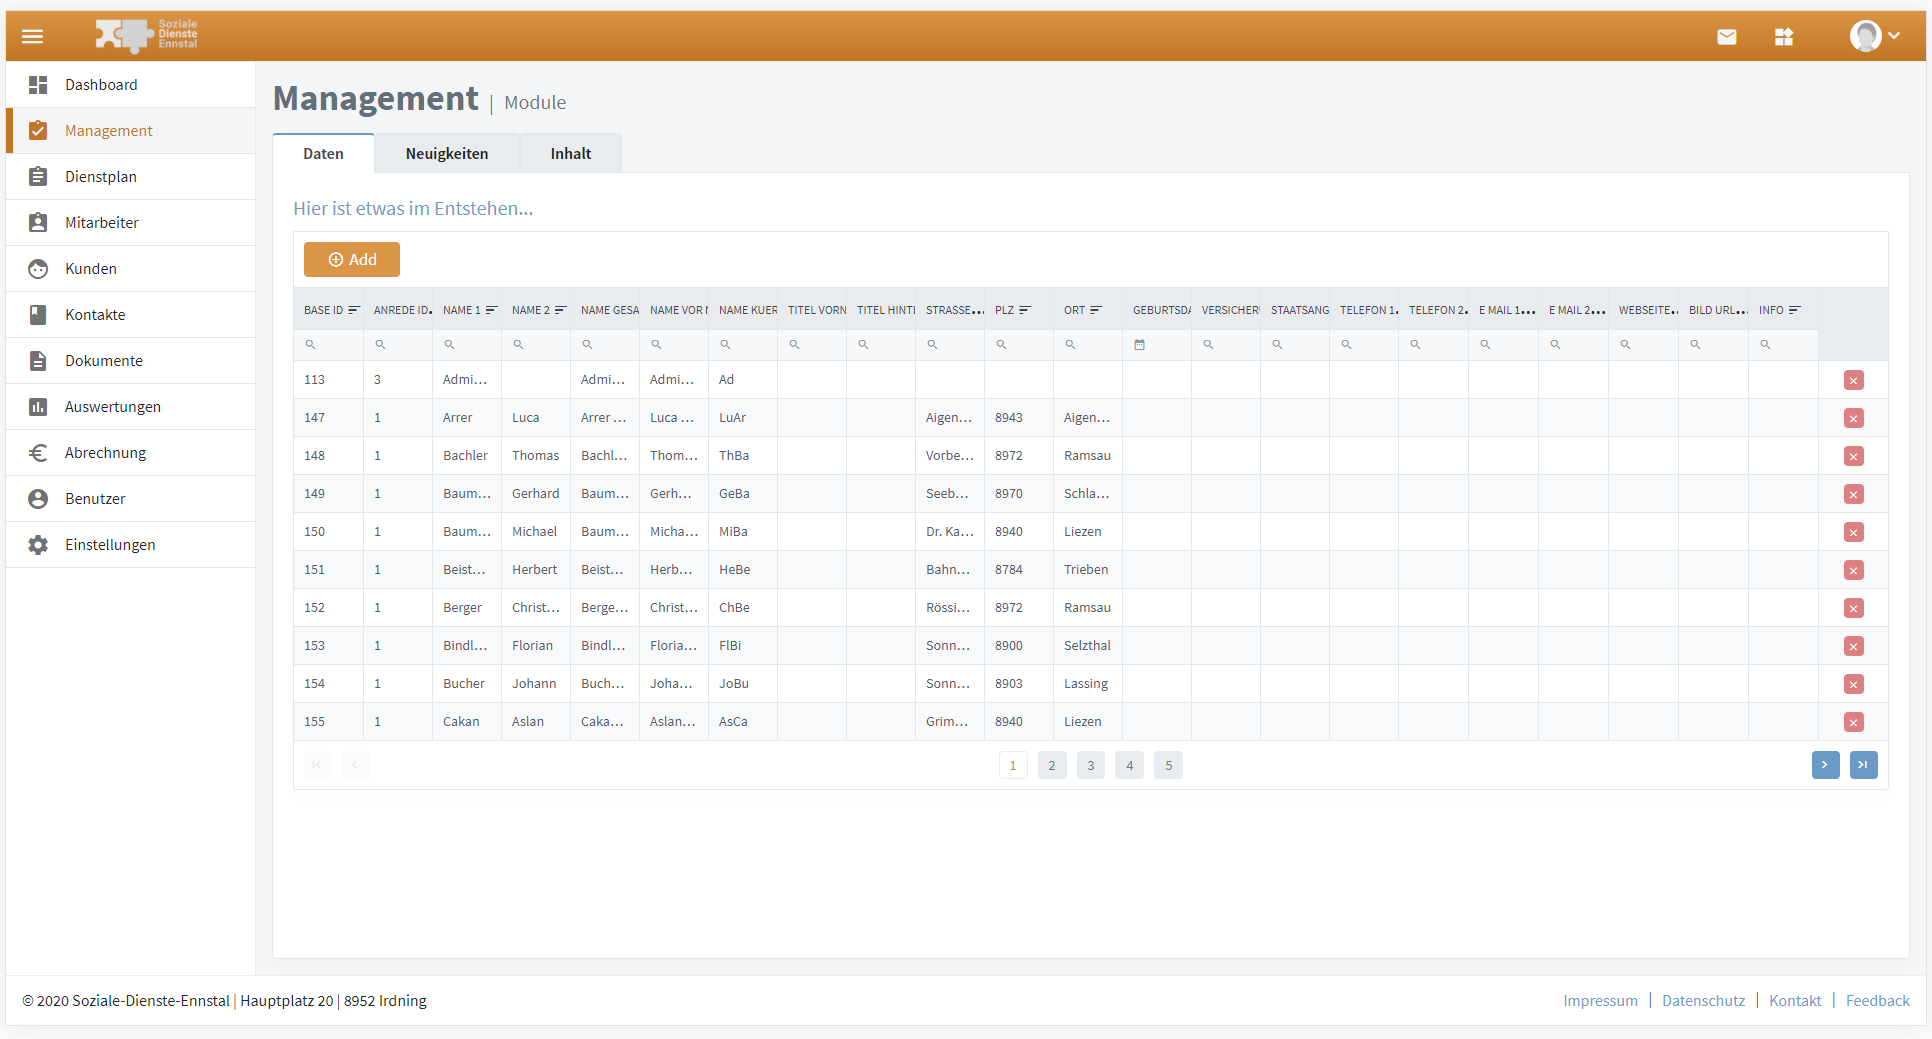 Soziale
Dienste
Ennstal
Dashboard
Management
Dienstplan
Mitarbeiter
Kunden
Kontakte
Dokumente
Auswertungen
Abrechnung
Benutzer
Einstellungen
Management | Module
Daten Neuigkeiten Inhalt
Hier ist etwas im Entstehen...
Add
BASE ID ANREDE ID... NAME 1 NAME 2 NAME GESA NAME VOR N NAME KUER TITEL VORN TITEL HINTI STRASSE... PLZ ORT GEBURTSDA VERSICHER STAATSANG TELEFON 1... TELEFON 2... E MAIL 1... E MAIL 2... WEBSEITE... BILD URL... INFO
113 3 Admi... Admi... Admi... Ad
147 1 Arrer Luca Arrer ... Luca ... LuAr Aigen... 8943 Aigen...
148 1 Bachler Thomas Bachl... Thom... ThBa Vorbe... 8972 Ramsau
149 1 Baum... Gerhard Baum... Gerh... GeBa Seeb... 8970 Schla...
150 1 Baum... Michael Baum... Micha... MiBa Dr. Ka... 8940 Liezen
151 1 Beist... Herbert Beist... Herb... HeBe Bahn... 8784 Trieben
152 1 Berger Christ... Berge... Christ... ChBe Rössi... 8972 Ramsau
153 1 Bindl... Florian Bindl... Floria... FlBi Sonn... 8900 Selzthal
154 1 Bucher Johann Buch... Joha... JoBu Sonn... 8903 Lassing
155 1 Cakan Aslan Caka... Aslan... AsCa Grim... 8940 Liezen
1 2 3 4 5
© 2020 Soziale-Dienste-Ennstal | Hauptplatz 20 | 8952 Irdning
Impressum | Datenschutz | Kontakt | Feedback